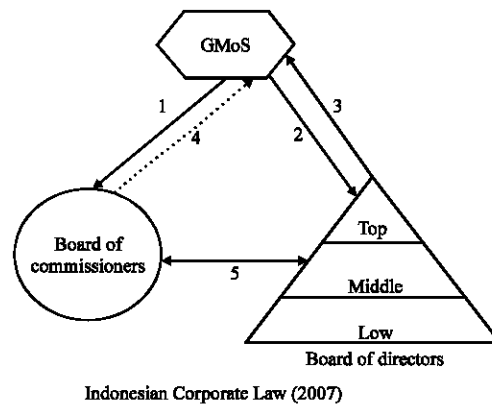 GMoS
1
3
4
2
Board of
commissioners
Top
5
Middle
Low
Board of directors
Indonesian Corporate Law (2007)